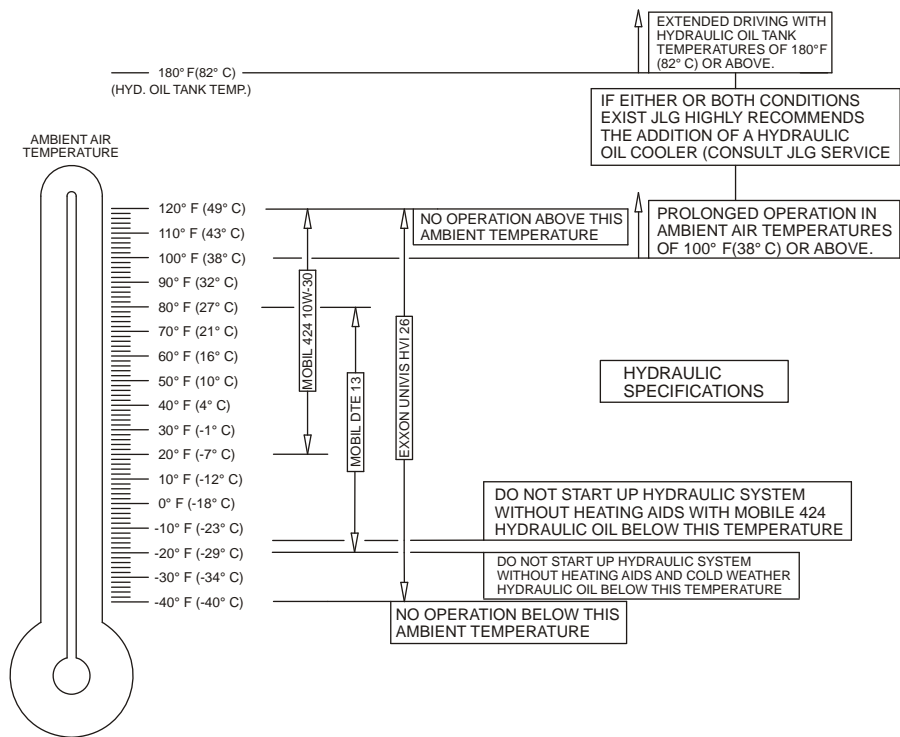 EXTENDED DRIVING WITH
HYDRAULIC OIL TANK
TEMPERATURES OF 180°F
(82° C) OR ABOVE.
180° F(82° C)
(HYD. OIL TANK TEMP.)
IF EITHER OR BOTH CONDITIONS
EXIST JLG HIGHLY RECOMMENDS
THE ADDITION OF A HYDRAULIC
OIL COOLER (CONSULT JLG SERVICE
AMBIENT AIR
TEMPERATURE
120° F (49° C)
110° F (43° C)
100° F (38° C)
90° F (32° C)
80° F (27° C)
70° F (21° C)
60° F (16° C)
50° F (10° C)
40° F (4° C)
30° F (-1° C)
20° F (-7° C)
10° F (-12° C)
0° F (-18° C)
-10° F (-23° C)
-20° F (-29° C)
-30° F (-34° C)
-40° F (-40° C)
MOBIL 424 10W-30
MOBIL DTE 13
EXXON UNIVIS HVI 26
NO OPERATION ABOVE THIS
AMBIENT TEMPERATURE
PROLONGED OPERATION IN
AMBIENT AIR TEMPERATURES
OF 100° F(38° C) OR ABOVE.
HYDRAULIC
SPECIFICATIONS
DO NOT START UP HYDRAULIC SYSTEM
WITHOUT HEATING AIDS WITH MOBILE 424
HYDRAULIC OIL BELOW THIS TEMPERATURE
DO NOT START UP HYDRAULIC SYSTEM
WITHOUT HEATING AIDS AND COLD WEATHER
HYDRAULIC OIL BELOW THIS TEMPERATURE
NO OPERATION BELOW THIS
AMBIENT TEMPERATURE